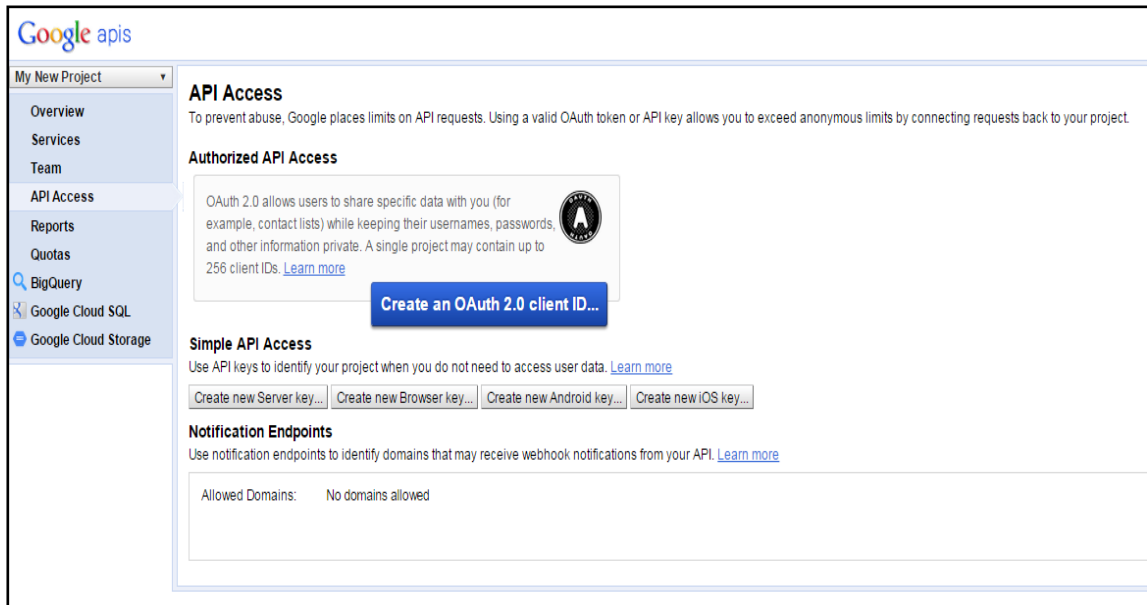 Google apis
My New Project
Overview
Services
Team
API Access
Reports
Quotas
BigQuery
Google Cloud SQL
Google Cloud Storage
API Access
To prevent abuse, Google places limits on API requests. Using a valid OAuth token or API key allows you to exceed anonymous limits by connecting requests back to your project.
Authorized API Access
OAuth 2.0 allows users to share specific data with you (for
example, contact lists) while keeping their usernames, passwords,
and other information private. A single project may contain up to
256 client IDs. Learn more
OAUTH
A
OAUTH
Create an OAuth 2.0 client ID...
Simple API Access
Use API keys to identify your project when you do not need to access user data. Learn more
Create new Server key... Create new Browser key... Create new Android key... Create new iOS key...
Notification Endpoints
Use notification endpoints to identify domains that may receive webhook notifications from your API. Learn more
Allowed Domains: No domains allowed